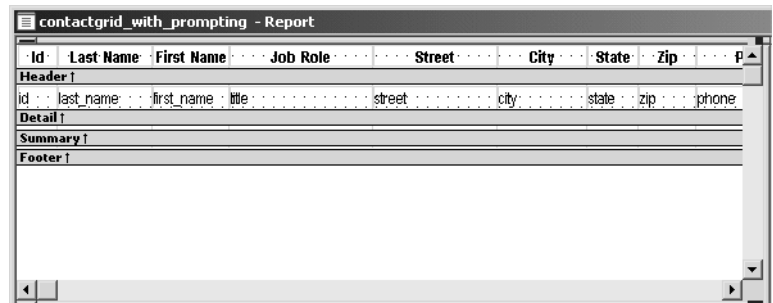 contactgrid_with_prompting - Report
Id Last Name First Name Job Role Street City State Zip P
Header ↑
id last_name first_name title street city state zip phone
Detail ↑
Summary ↑
Footer ↑